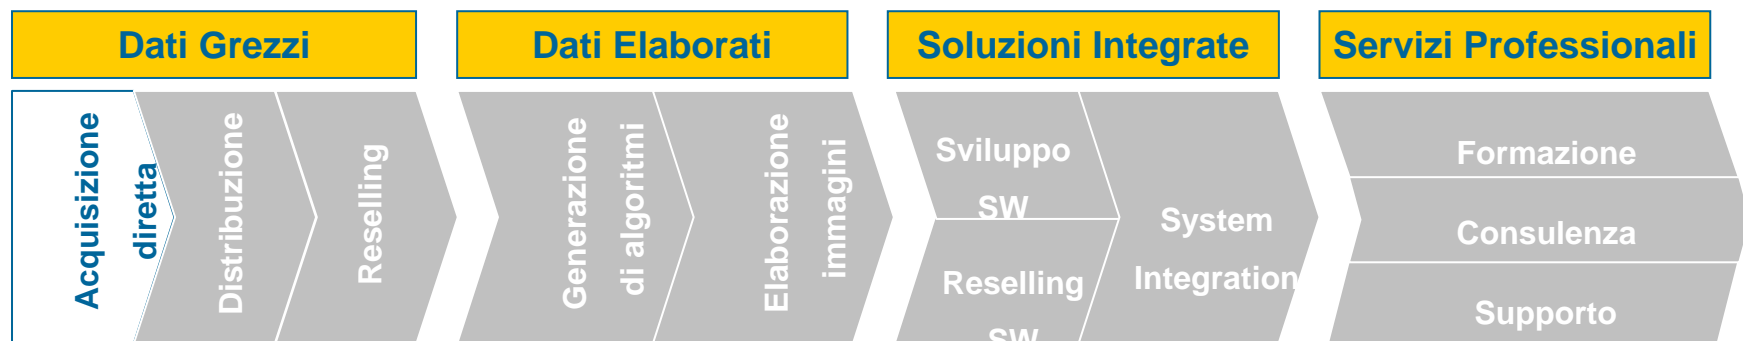 Dati Grezzi
Dati Elaborati
Soluzioni Integrate
Servizi Professionali
Acquisizione
diretta
Distribuzione
Reselling
Generazione
di algoritmi
Elaborazione
immagini
Sviluppo
SW
Reselling
SW
System
Integration
Formazione
Consulenza
Supporto